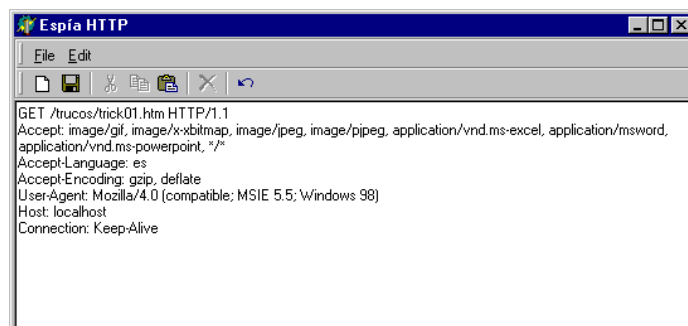 Espía HTTP
File Edit
GET /trucos/trick01.htm HTTP/1.1
Accept: image/gif, image/x-xbitmap, image/jpeg, image/pjpeg, application/vnd.ms-excel, application/msword,
application/vnd.ms-powerpoint, */*
Accept-Language: es
Accept-Encoding: gzip, deflate
User-Agent: Mozilla/4.0 (compatible; MSIE 5.5; Windows 98)
Host: localhost
Connection: Keep-Alive